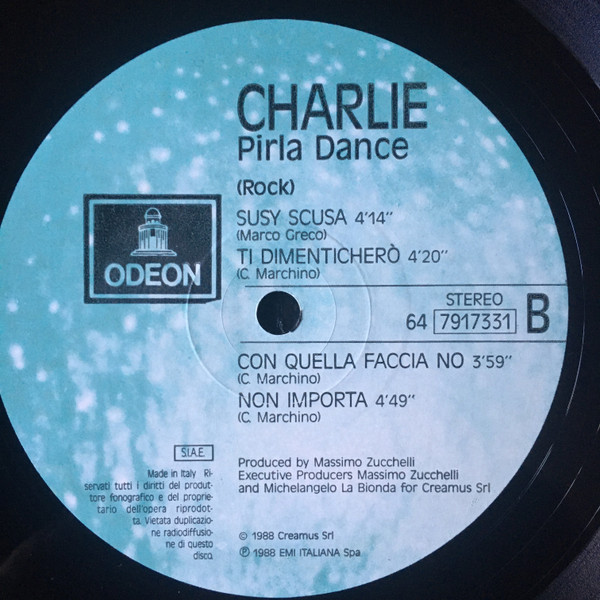 CHARLIE
Pirla Dance
(Rock)
SUSY SCUSA 4'14"
(Marco Greco)
TI DIMENTICHERÒ 4'20"
(C. Marchino)
ODEON
STEREO
64 7917331 B
CON QUELLA FACCIA NO 3'59"
(C. Marchino)
NON IMPORTA 4'49"
(C. Marchino)
S.I.A.E.
Made in Italy Ri-
servati tutti i diritti del produt-
tore fonografico e del proprie-
tario dell'opera riprodot-
ta. Vietata duplicazio-
ne radiodiffusio-
ne di questo
disco.
Produced by Massimo Zucchelli
Executive Producers Massimo Zucchelli
and Michelangelo La Bionda for Creamus Srl
© 1988 Creamus Srl
℗ 1988 EMI ITALIANA Spa